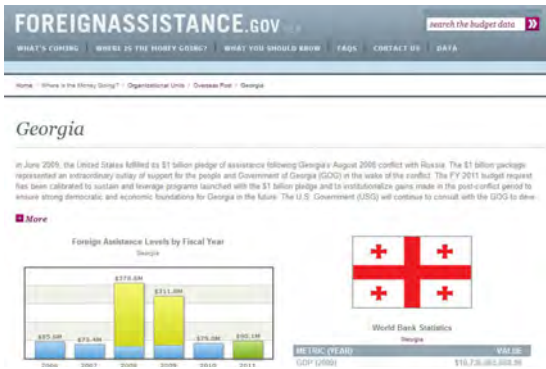 FOREIGNASSISTANCE.GOV
search the budget data
WHAT'S COMING WHERE IS THE MONEY GOING? WHAT YOU SHOULD KNOW FAQS CONTACT US DATA
Home / Where is the Money Going? / Organizational Units / Overseas Post / Georgia
Georgia
In June 2009, the United States fulfilled its $1 billion pledge of assistance following Georgia's August 2008 conflict with Russia. The $1 billion package
represented an extraordinary outlay of support for the people and Government of Georgia (GOG) in the wake of the conflict. The FY 2011 budget request
has been calibrated to sustain and leverage programs launched with the $1 billion pledge and to institutionalize gains made in the post-conflict period to
ensure strong democratic and economic foundations for Georgia in the future. The U.S. Government (USG) will continue to consult with the GOG to deve
More
Foreign Assistance Levels by Fiscal Year
Georgia
2006 2007 2008 2009 2010 2011
World Bank Statistics
Georgia
METRIC (YEAR) VALUE
GDP (2009)